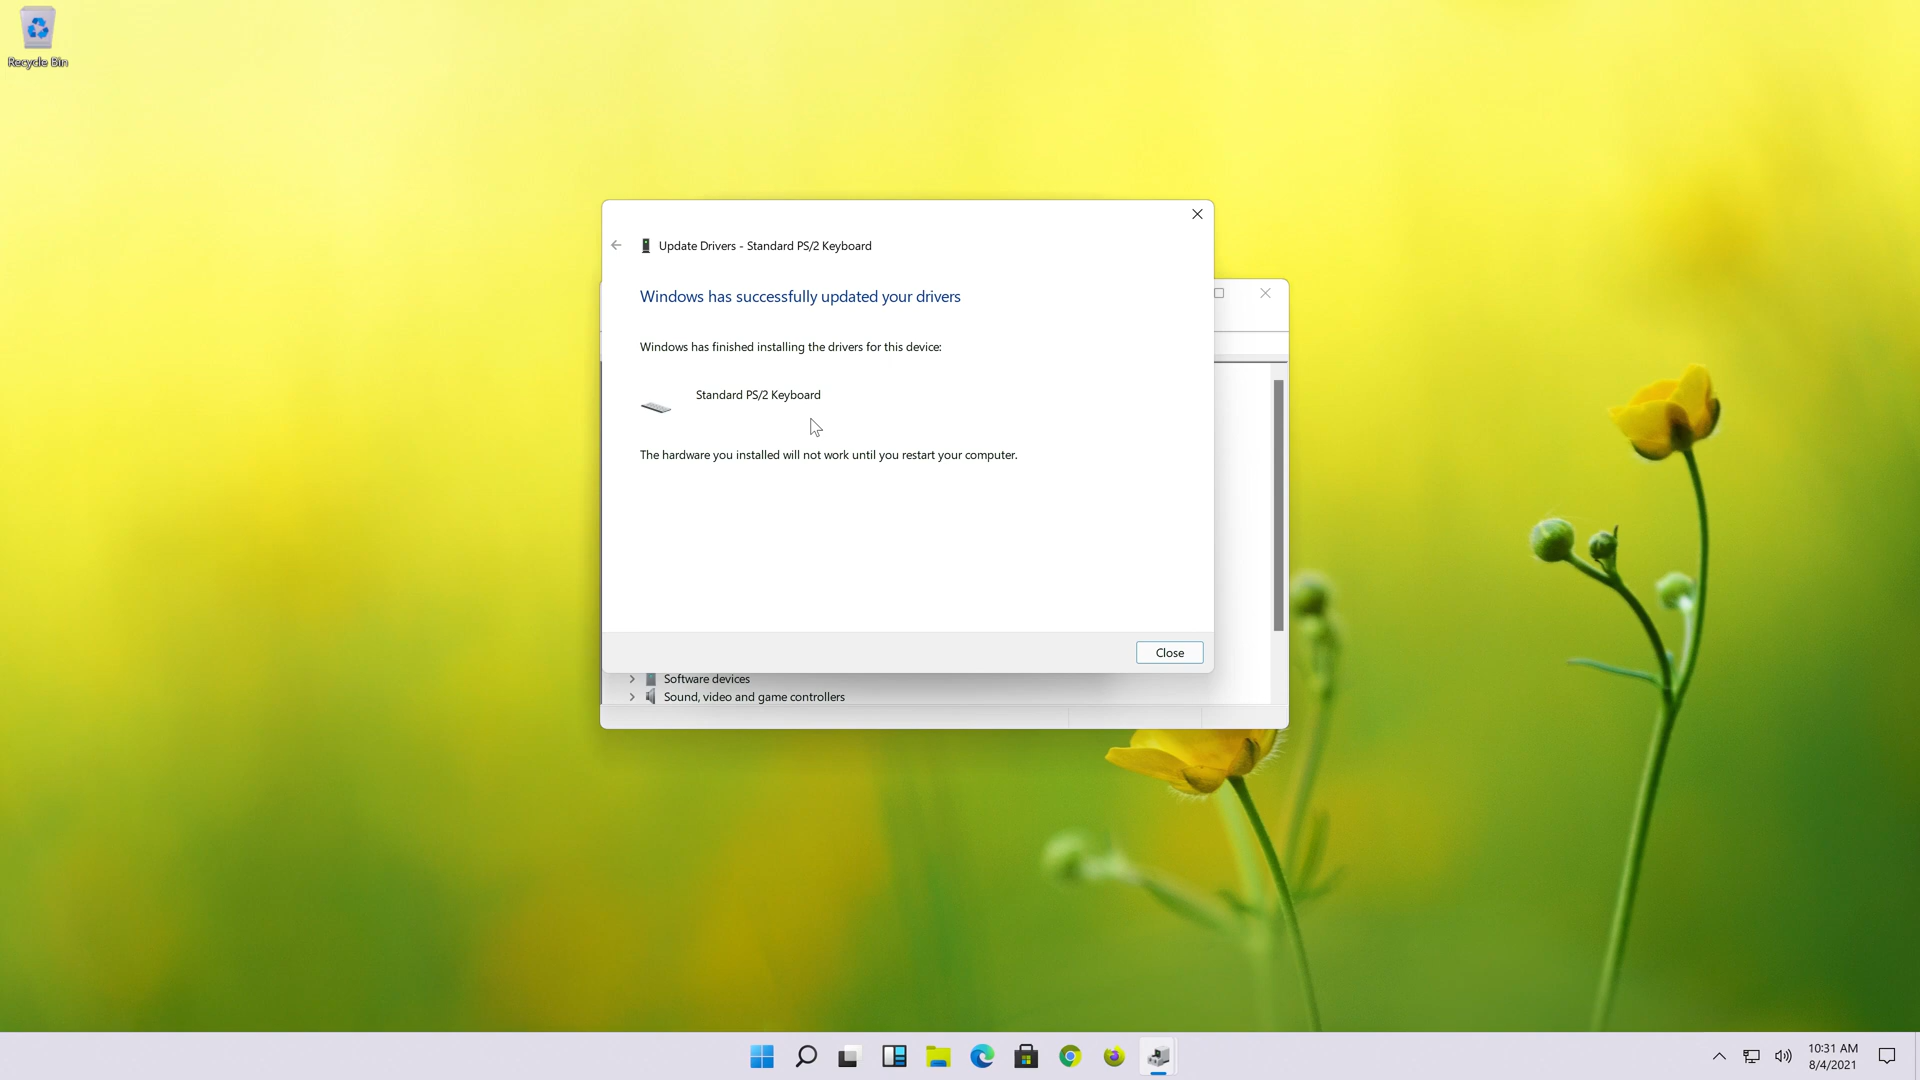 Recycle Bin
Update Drivers - Standard PS/2 Keyboard
Windows has successfully updated your drivers
Windows has finished installing the drivers for this device:
Standard PS/2 Keyboard
The hardware you installed will not work until you restart your computer.
Close
Software devices
Sound, video and game controllers
10:31 AM
8/4/2021